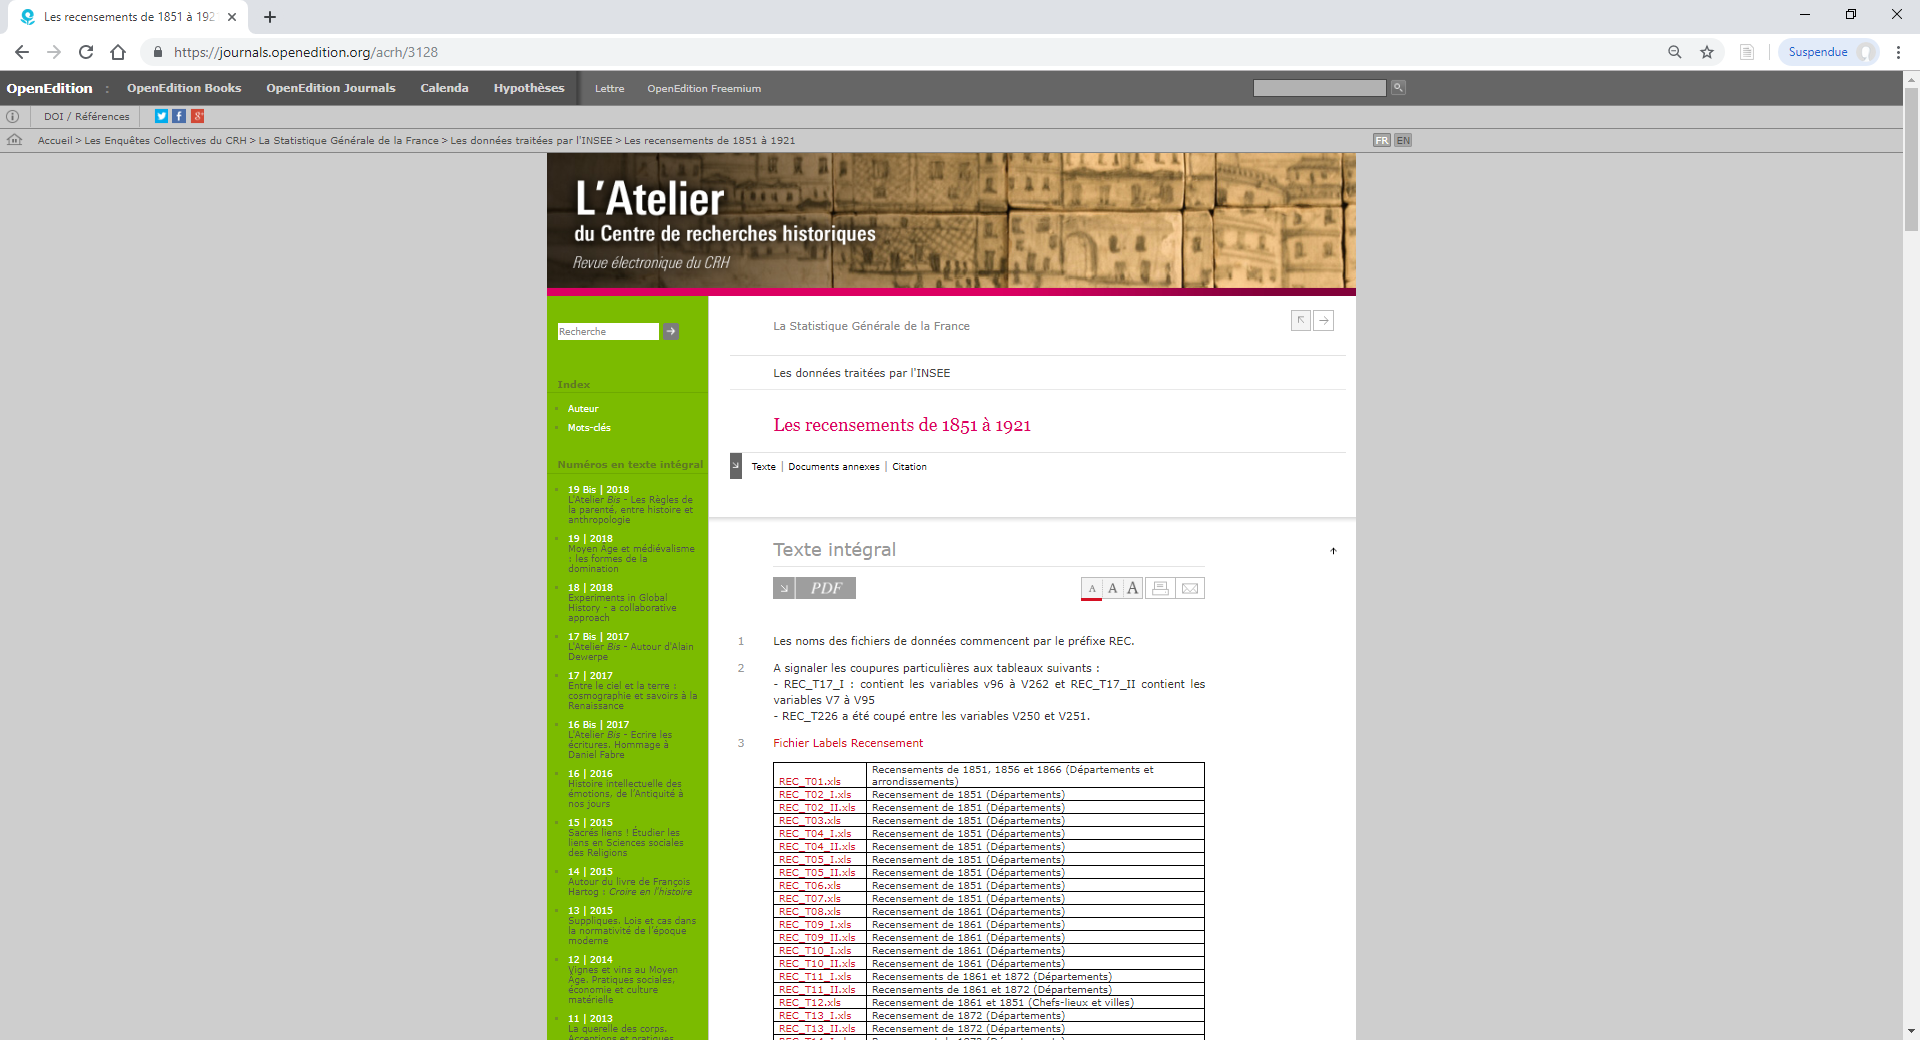 Les recensements de 1851 à 192
https://journals.openedition.org/acrh/3128
Suspendue
OpenEdition : OpenEdition Books OpenEdition Journals Calenda Hypothèses Lettre OpenEdition Freemium
DOI / Références
Accueil > Les Enquêtes Collectives du CRH > La Statistique Générale de la France > Les données traitées par l'INSEE > Les recensements de 1851 à 1921
FR EN
L'Atelier
du Centre de recherches historiques
Revue électronique du CRH
Recherche
Index
Auteur
Mots-clés
Numéros en texte intégral
19 Bis | 2018
L'Atelier Bis - Les Règles de
la parenté, entre histoire et
anthropologie
19 | 2018
Moyen Âge et médiévalisme
: les formes de la
domination
18 | 2018
Experiments in Global
History - a collaborative
approach
17 Bis | 2017
L'Atelier Bis - Autour d'Alain
Dewerpe
17 | 2017
Entre le ciel et la terre :
cosmographie et savoirs à la
Renaissance
16 Bis | 2017
L'Atelier Bis - Ecrire les
écritures. Hommage à
Daniel Fabre
16 | 2016
Histoire intellectuelle des
émotions, de l'Antiquité à
nos jours
15 | 2015
Sacrés liens ! Étudier les
liens en Sciences sociales
des Religions
14 | 2015
Autour du livre de François
Hartog : Croire en l'histoire
13 | 2015
Suppliques. Lois et cas dans
la normativité de l'époque
moderne
12 | 2014
Vignes et vins au Moyen
Âge. Pratiques sociales,
économie et culture
matérielle
11 | 2013
La querelle des corps.
Acceptions et pratiques
La Statistique Générale de la France
Les données traitées par l'INSEE
Les recensements de 1851 à 1921
Texte | Documents annexes | Citation
Texte intégral
PDF
A A A
1 Les noms des fichiers de données commencent par le préfixe REC.
2 A signaler les coupures particulières aux tableaux suivants :
- REC_T17_I : contient les variables v96 à V262 et REC_T17_II contient les
variables V7 à V95
- REC_T226 a été coupé entre les variables V250 et V251.
3 Fichier Labels Recensement
REC_T01.xls Recensements de 1851, 1856 et 1866 (Départements et
arrondissements)
REC_T02_I.xls Recensement de 1851 (Départements)
REC_T02_II.xls Recensement de 1851 (Départements)
REC_T03.xls Recensement de 1851 (Départements)
REC_T04_I.xls Recensement de 1851 (Départements)
REC_T04_II.xls Recensement de 1851 (Départements)
REC_T05_I.xls Recensement de 1851 (Départements)
REC_T05_II.xls Recensement de 1851 (Départements)
REC_T06.xls Recensement de 1851 (Départements)
REC_T07.xls Recensement de 1851 (Départements)
REC_T08.xls Recensement de 1861 (Départements)
REC_T09_I.xls Recensement de 1861 (Départements)
REC_T09_II.xls Recensement de 1861 (Départements)
REC_T10_I.xls Recensement de 1861 (Départements)
REC_T10_II.xls Recensement de 1861 (Départements)
REC_T11_I.xls Recensements de 1861 et 1872 (Départements)
REC_T11_II.xls Recensements de 1861 et 1872 (Départements)
REC_T12.xls Recensement de 1861 et 1851 (Chefs-lieux et villes)
REC_T13_I.xls Recensement de 1872 (Départements)
REC_T13_II.xls Recensement de 1872 (Départements)